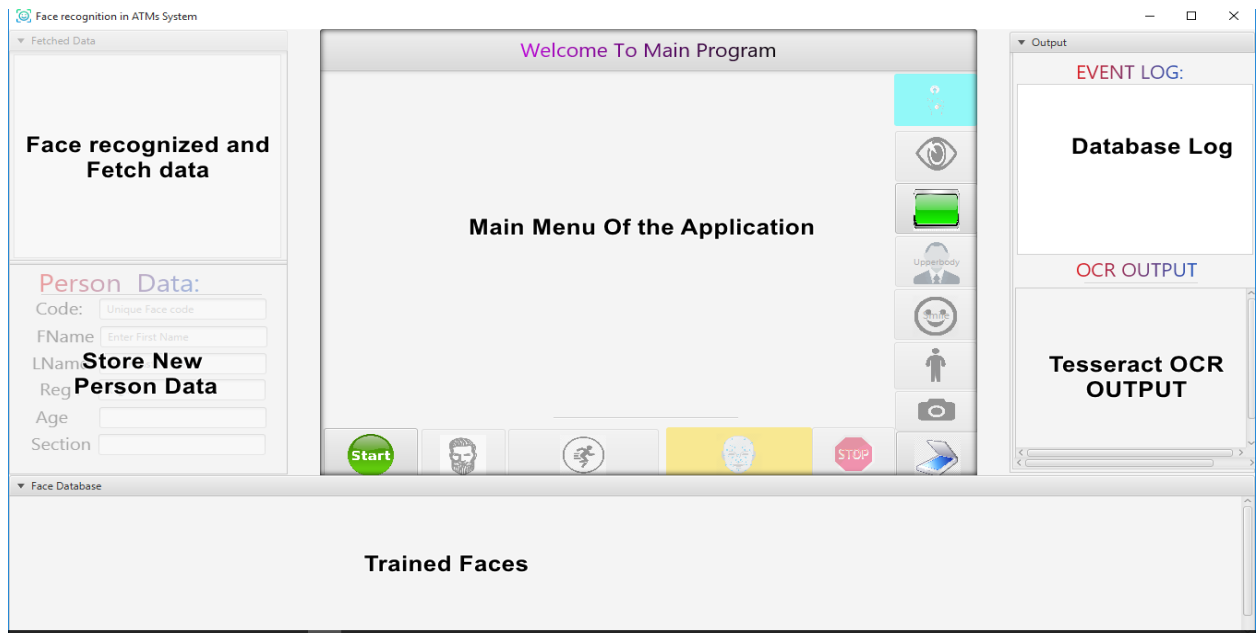 Face recognition in ATMs System
Fetched Data
Face recognized and
Fetch data
Person Data:
Code: Unique Face code
FName Enter First Name
LName
Store New
Reg
Person Data
Age
Section
Welcome To Main Program
Main Menu Of the Application
Upperbody
Smile
Start
STOP
Output
EVENT LOG:
Database Log
OCR OUTPUT
Tesseract OCR
OUTPUT
Face Database
Trained Faces